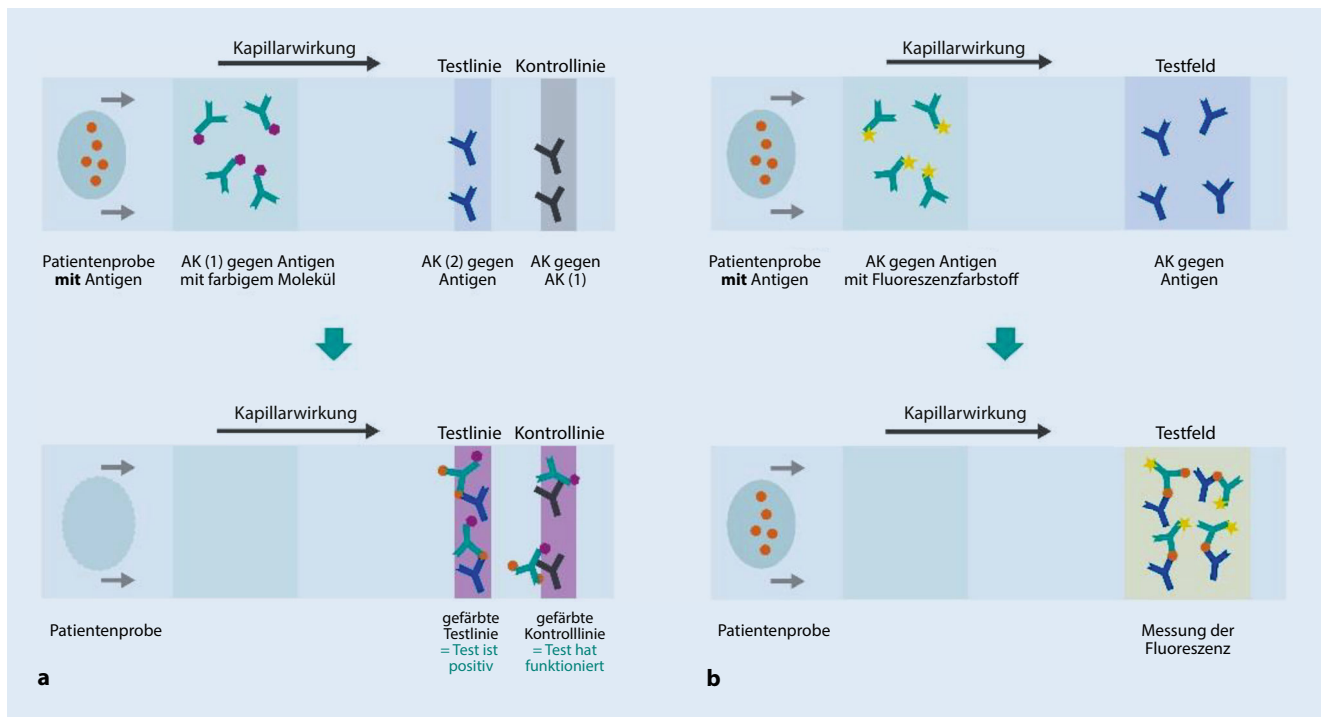 Kapillarwirkung
Testlinie Kontrollinie
Patientenprobe
mit Antigen
AK (1) gegen Antigen
mit farbigem Molekül
AK (2) gegen
Antigen
AK gegen
AK (1)
Kapillarwirkung
Testlinie Kontrollinie
Patientenprobe
gefärbte
Testlinie
= Test ist
positiv
gefärbte
Kontrolllinie
= Test hat
funktioniert
a
Kapillarwirkung
Testfeld
Patientenprobe
mit Antigen
AK gegen Antigen
mit Fluoreszenzfarbstoff
AK gegen
Antigen
Kapillarwirkung
Testfeld
Patientenprobe
Messung der
Fluoreszenz
b